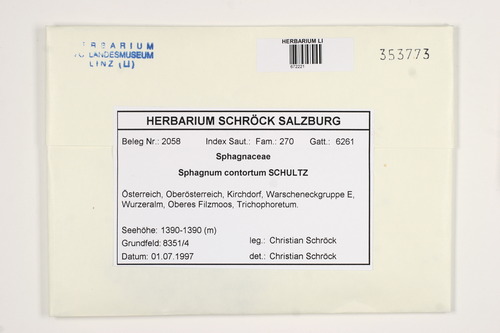 HERBARIUM
LANDESMUSEUM
LINZ (LI)
HERBARIUM LI
672221
353773
HERBARIUM SCHRÖCK SALZBURG
Beleg Nr.: 2058 Index Saut.: Fam.: 270 Gatt.: 6261
Sphagnaceae
Sphagnum contortum SCHULTZ
Österreich, Oberösterreich, Kirchdorf, Warscheneckgruppe E,
Wurzeralm, Oberes Filzmoos, Trichophoretum.
Seehöhe: 1390-1390 (m)
Grundfeld: 8351/4 leg.: Christian Schröck
Datum: 01.07.1997 det.: Christian Schröck